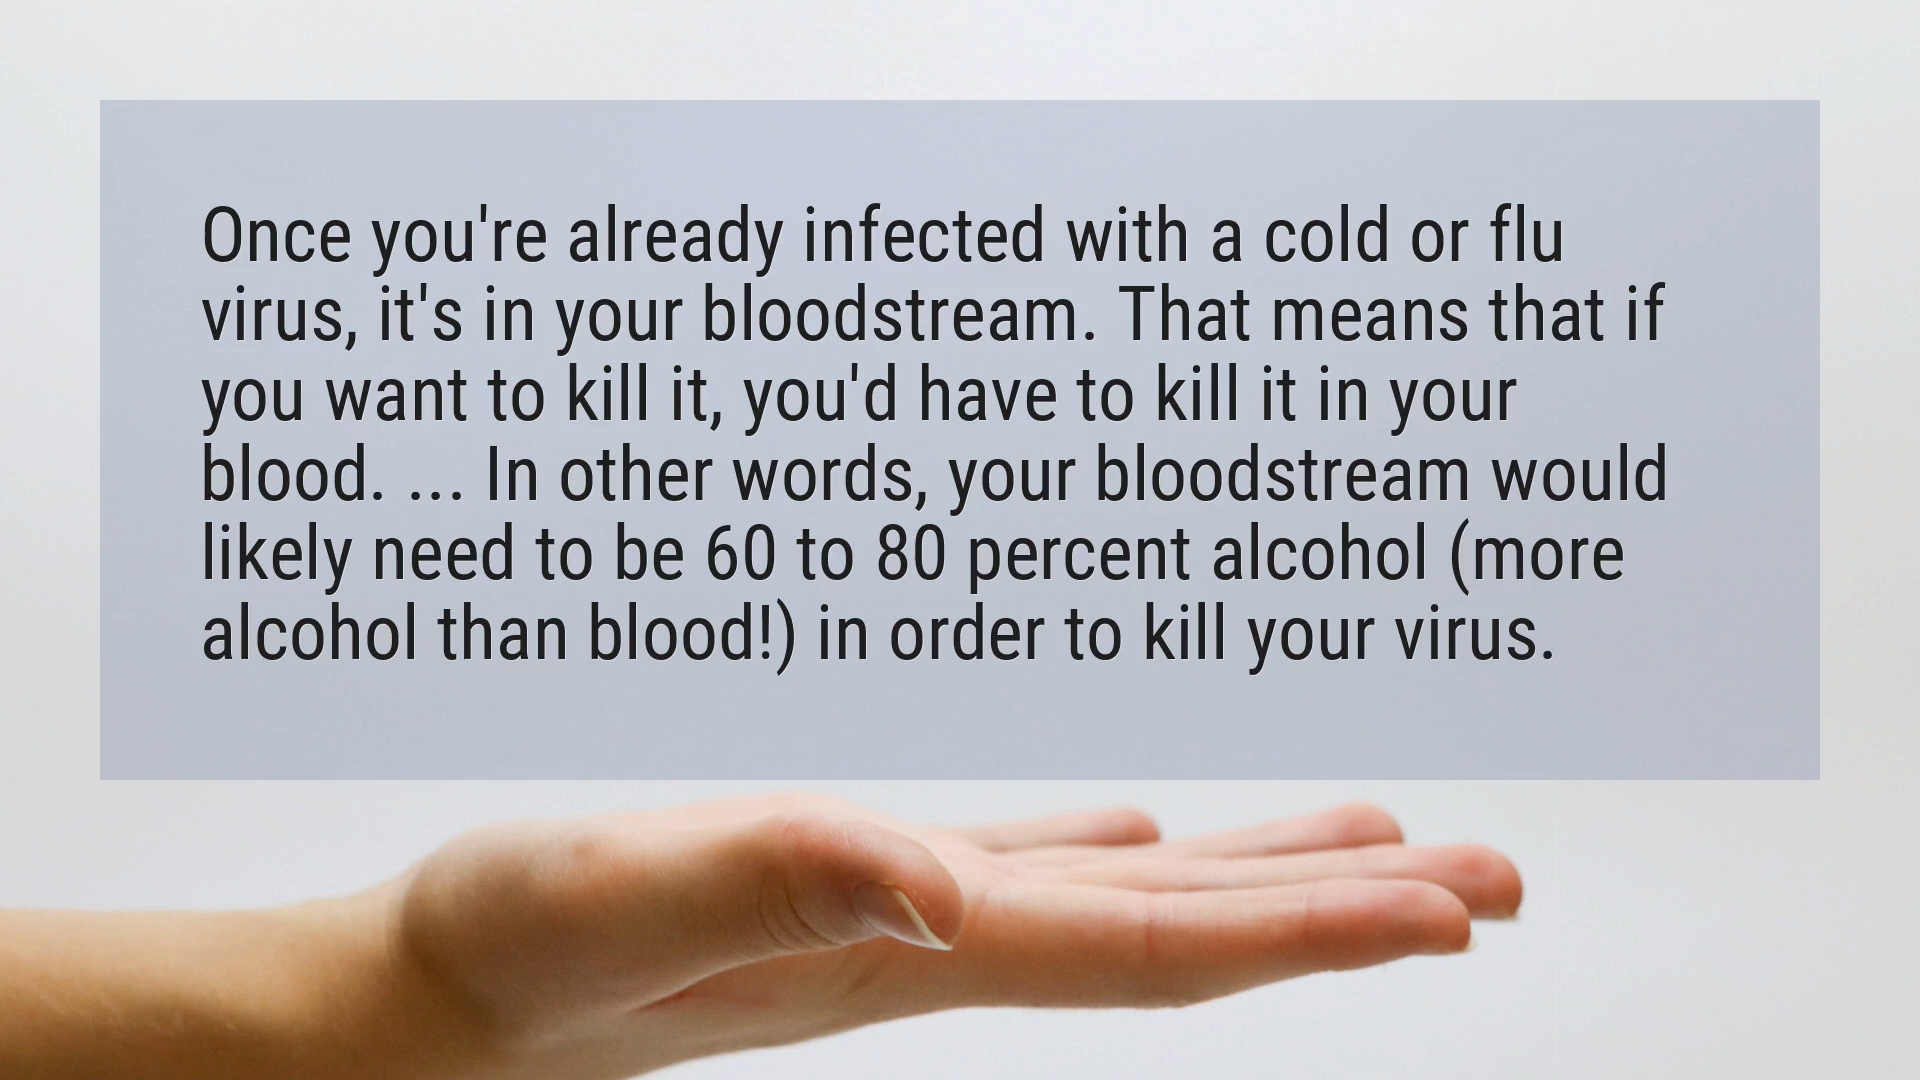 Once you're already infected with a cold or flu
virus, it's in your bloodstream. That means that if
you want to kill it, you'd have to kill it in your
blood. ... In other words, your bloodstream would
likely need to be 60 to 80 percent alcohol (more
alcohol than blood!) in order to kill your virus.